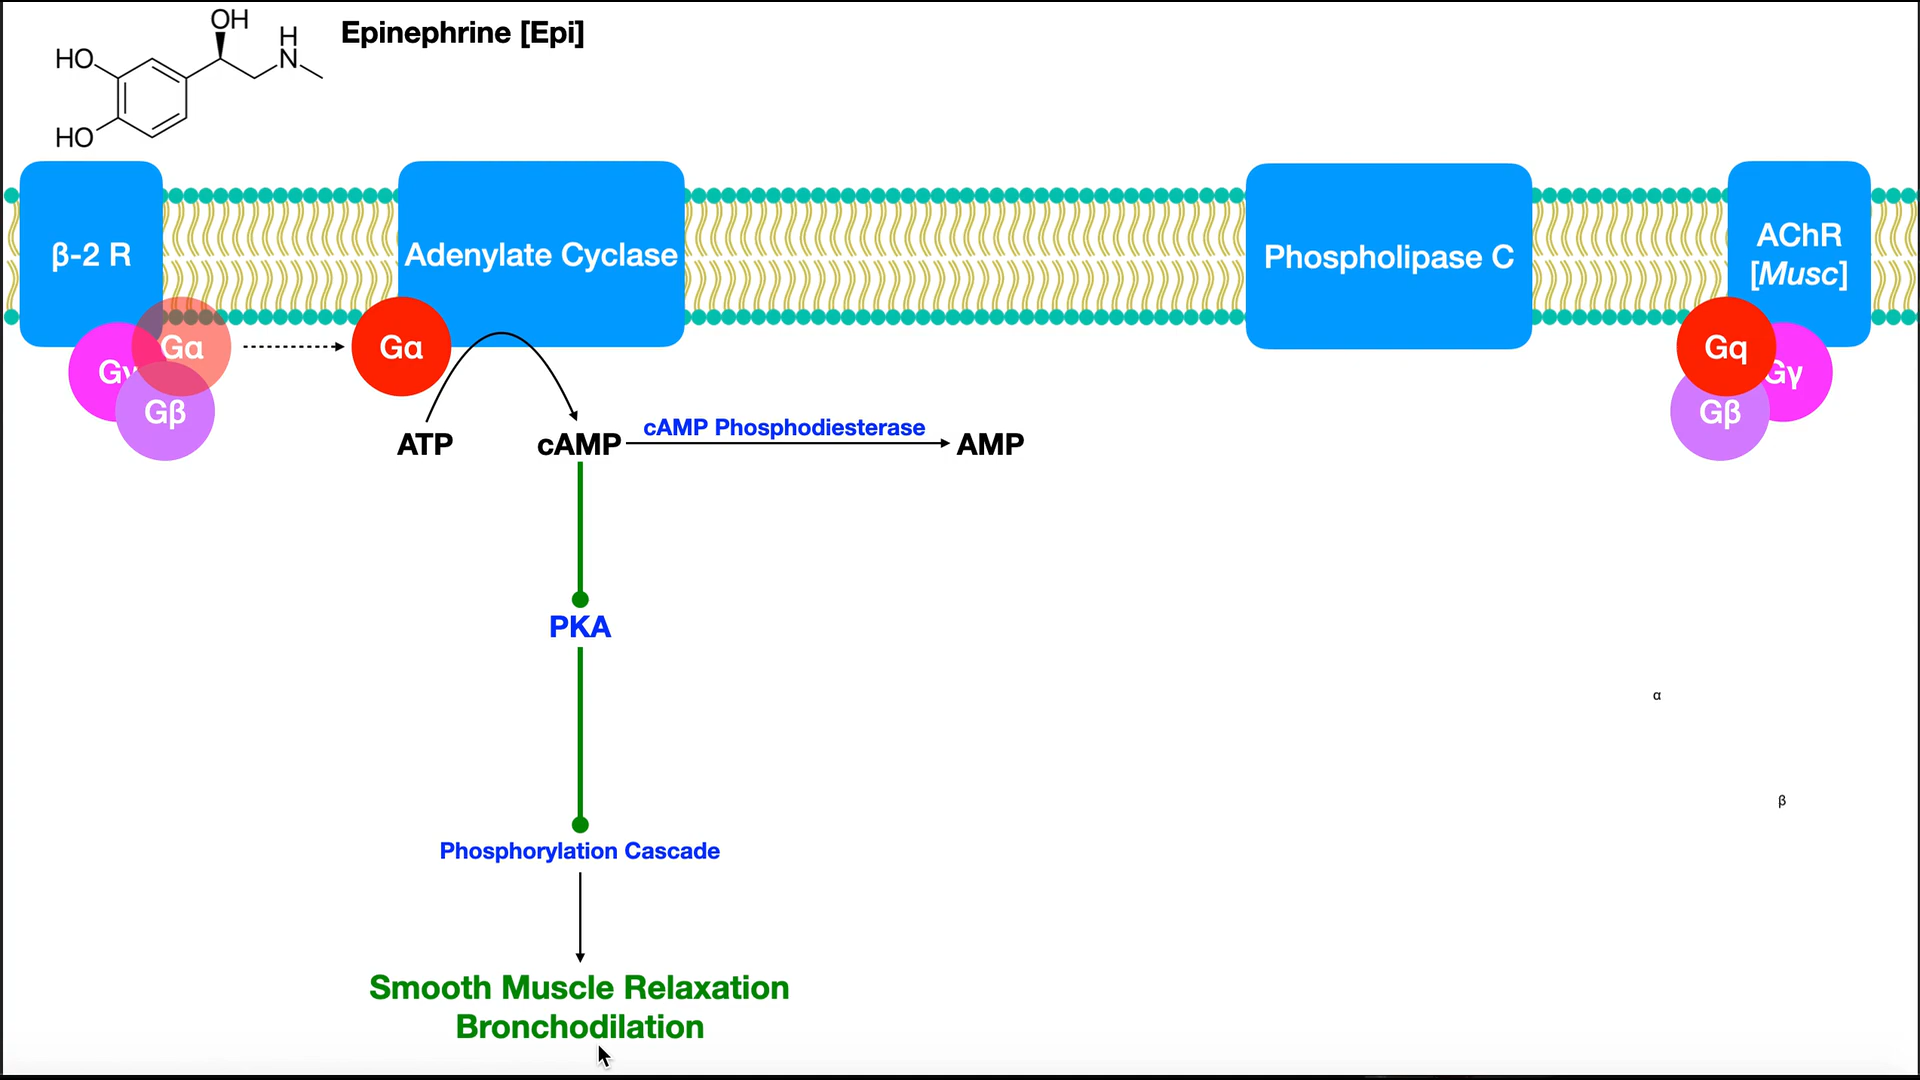 OH
Epinephrine [Epi]
H
N
HO
HO
β-2 R
Adenylate Cyclase
Phospholipase C
AChR
[Musc]
Gα
Gγ
Gβ
Gα
Gq
Gγ
Gβ
ATP
cAMP
cAMP Phosphodiesterase
AMP
PKA
α
β
Phosphorylation Cascade
Smooth Muscle Relaxation
Bronchodilation